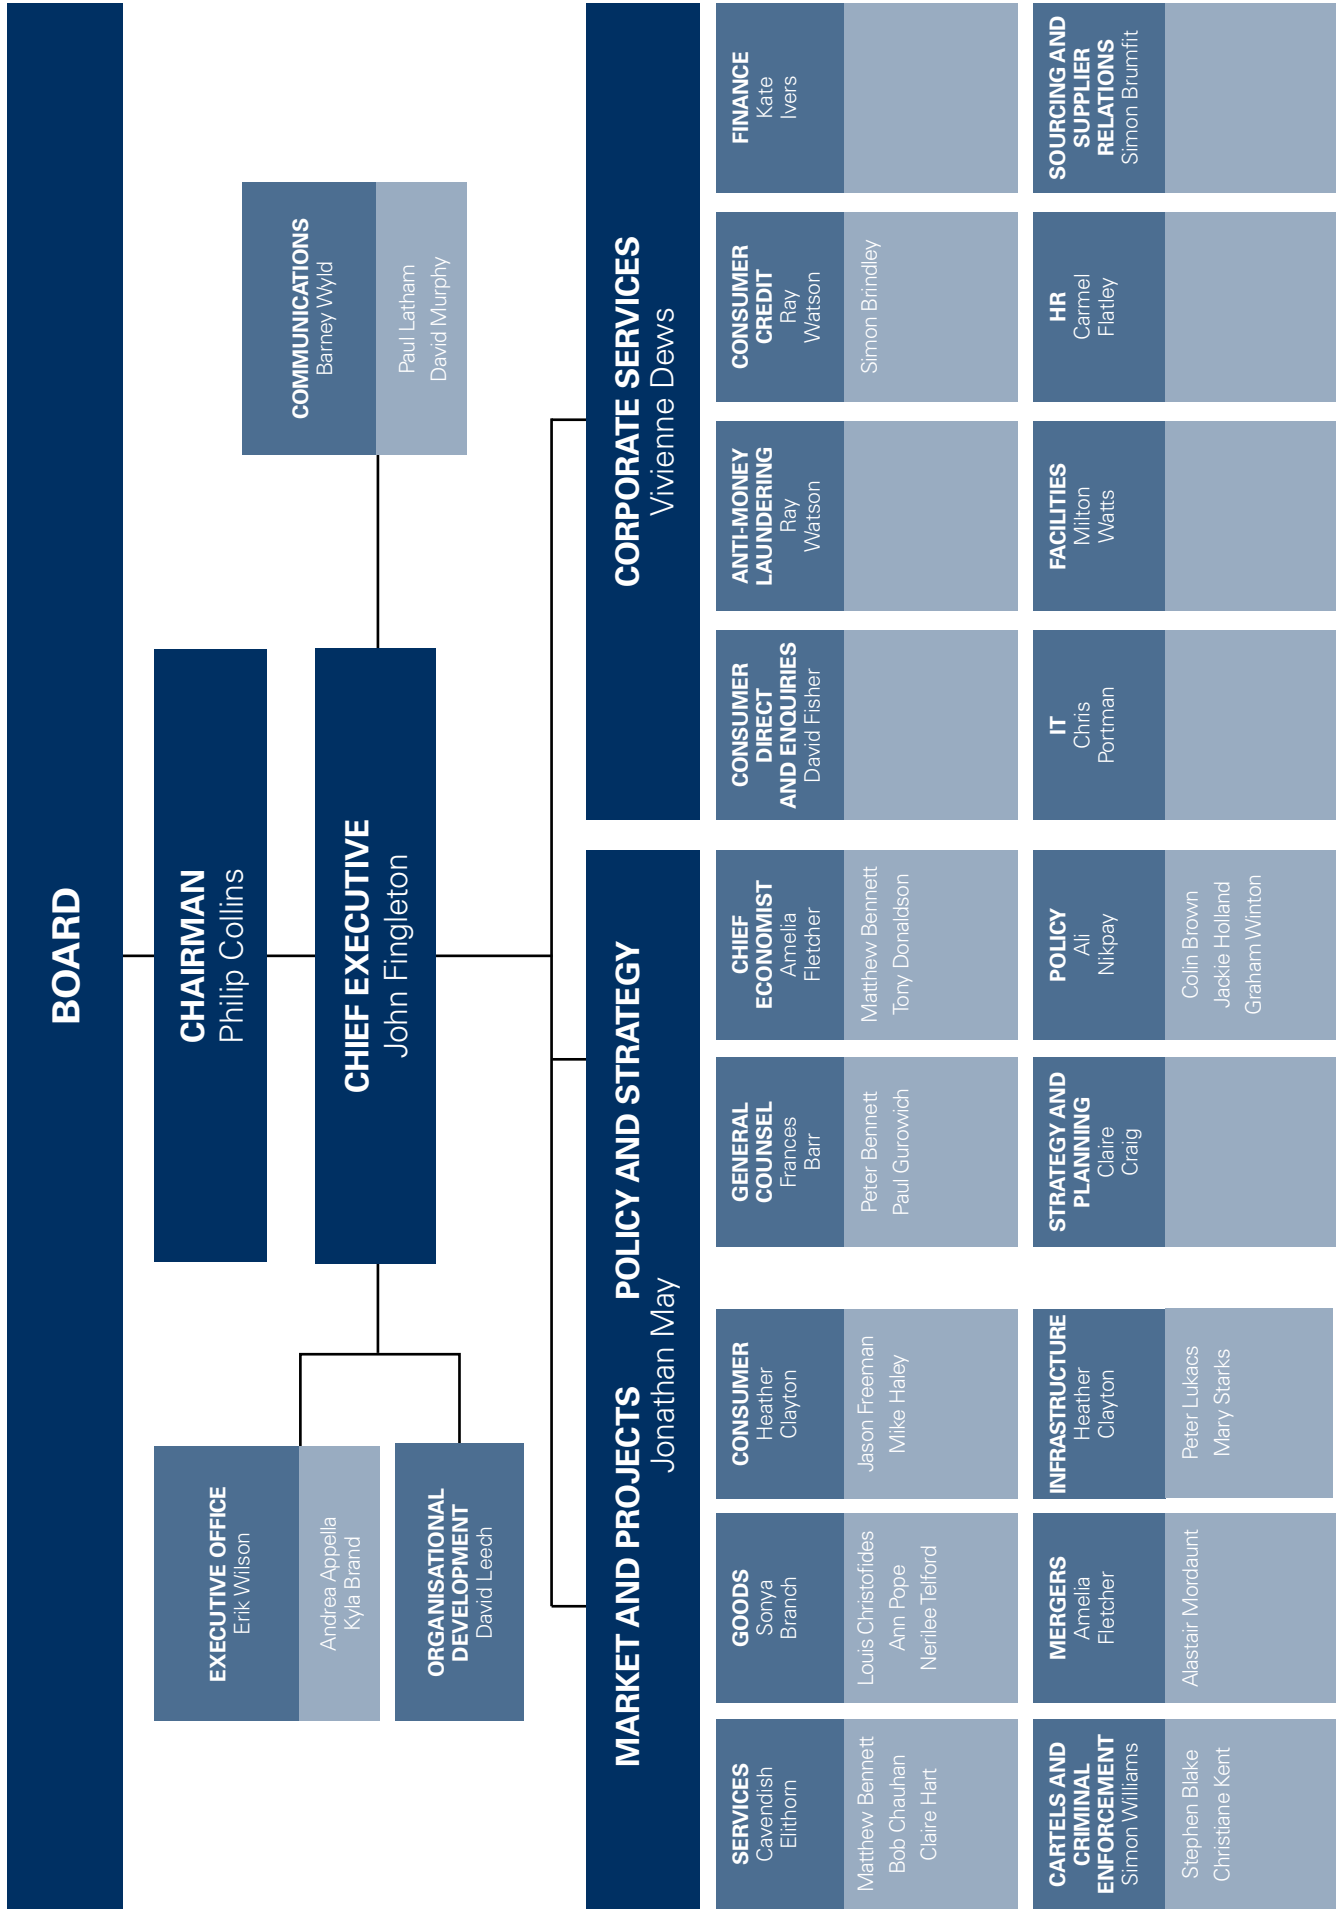 BOARD
CHAIRMAN
Philip Collins
CHIEF EXECUTIVE
John Fingleton
EXECUTIVE OFFICE
Erik Wilson
Andrea Appella
Kyla Brand
ORGANISATIONAL
DEVELOPMENT
David Leech
COMMUNICATIONS
Barney Wyld
Paul Latham
David Murphy
MARKET AND PROJECTS
POLICY AND STRATEGY
Jonathan May
CORPORATE SERVICES
Vivienne Dews
SERVICES
Cavendish
Elithorn
Matthew Bennett
Bob Chauhan
Claire Hart
GOODS
Sonya
Branch
Louis Christofides
Ann Pope
Nerilee Telford
CONSUMER
Heather
Clayton
Jason Freeman
Mike Haley
GENERAL
COUNSEL
Frances
Barr
Peter Bennett
Paul Gurowich
CHIEF
ECONOMIST
Amelia
Fletcher
Matthew Bennett
Tony Donaldson
CONSUMER
DIRECT
AND ENQUIRIES
David Fisher
ANTI-MONEY
LAUNDERING
Ray
Watson
CONSUMER
CREDIT
Ray
Watson
Simon Brindley
FINANCE
Kate
Ivers
CARTELS AND
CRIMINAL
ENFORCEMENT
Simon Williams
Stephen Blake
Christiane Kent
MERGERS
Amelia
Fletcher
Alastair Mordaunt
INFRASTRUCTURE
Heather
Clayton
Peter Lukacs
Mary Starks
STRATEGY AND
PLANNING
Claire
Craig
POLICY
Ali
Nikpay
Colin Brown
Jackie Holland
Graham Winton
IT
Chris
Portman
FACILITIES
Milton
Watts
HR
Carmel
Flatley
SOURCING AND
SUPPLIER
RELATIONS
Simon Brumfit